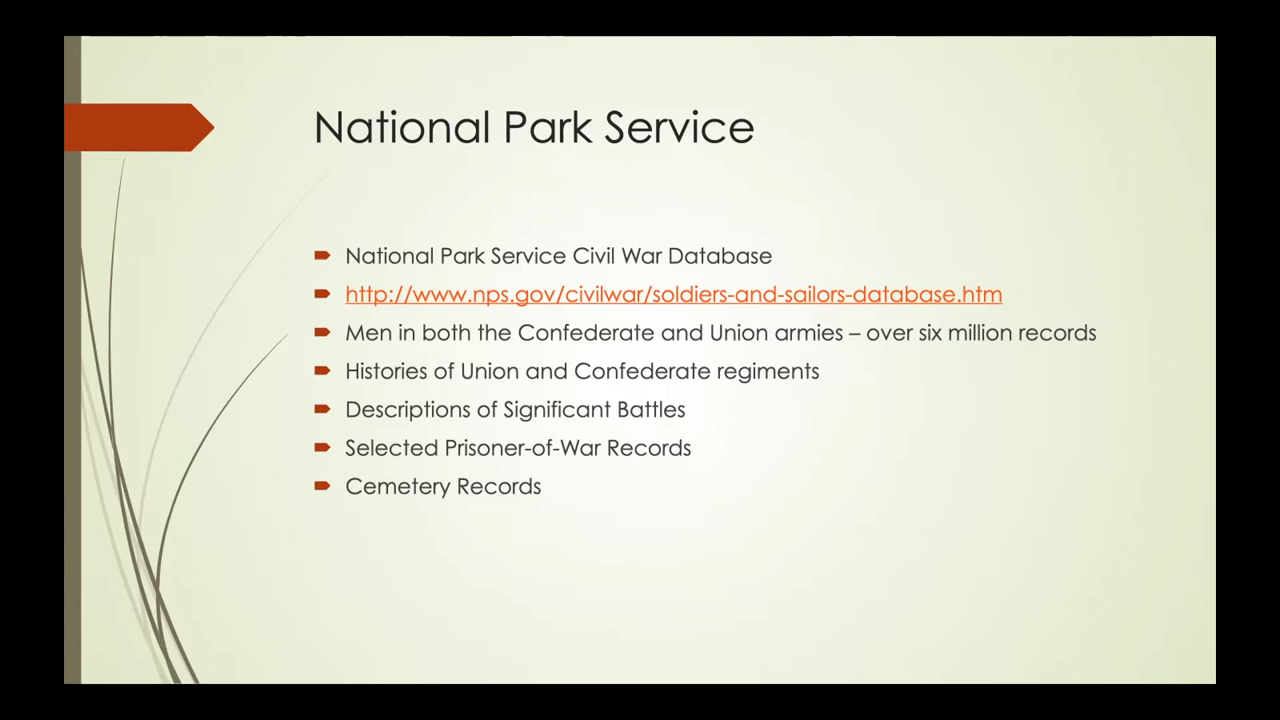 National Park Service
National Park Service Civil War Database
http://www.nps.gov/civilwar/soldiers-and-sailors-database.htm
Men in both the Confederate and Union armies – over six million records
Histories of Union and Confederate regiments
Descriptions of Significant Battles
Selected Prisoner-of-War Records
Cemetery Records